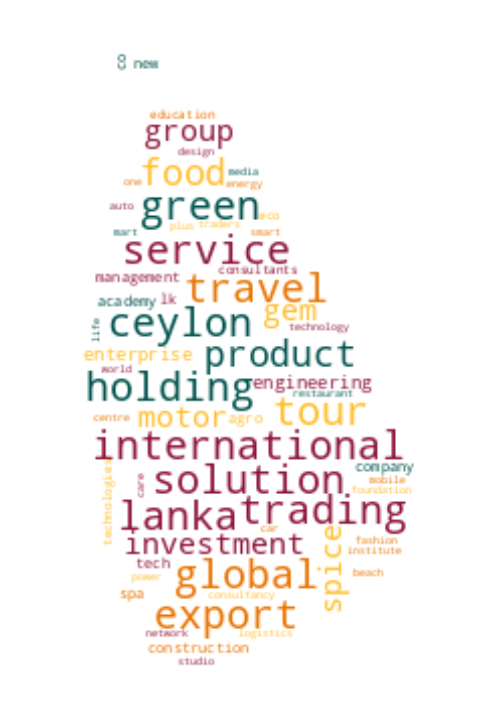 8 new
education
group
design
food media
one energy
auto green eco
mart plus traders smart
service
management consultants
academy lk travel
life ceylon gem
technology
enterprise product
world
holding engineering
restaurant
centre motor agro tour
international
technologies care solution company
mobile
foundation
lanka trading
car
investment spice fashion
institute
tech
power global beach
spa consultancy
export
network logistics
construction
studio